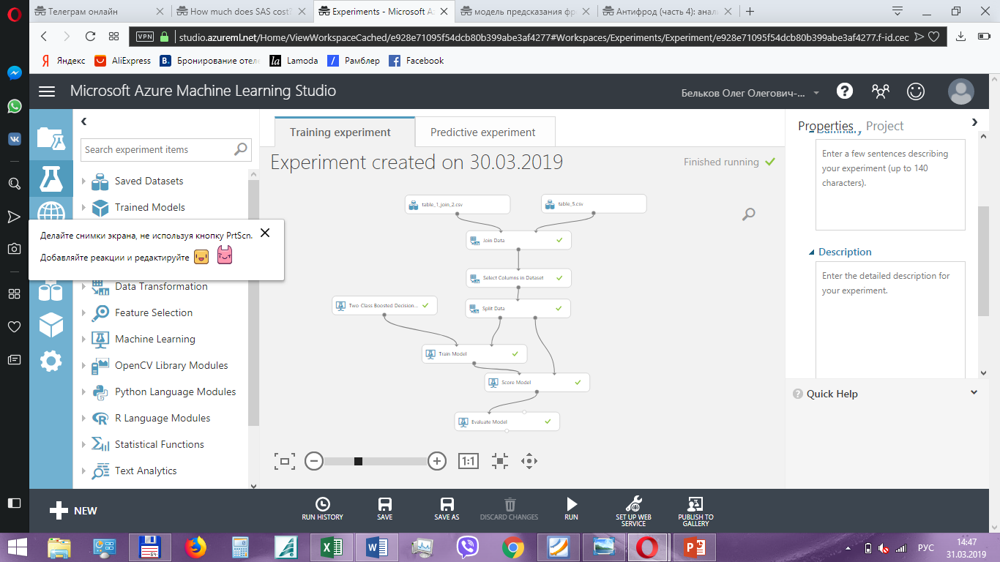 Телеграм онлайн
How much does SAS cost?
Experiments - Microsoft Az
модель предсказания фр
Антифрод (часть 4): анал
VPN
studio.azureml.net/Home/ViewWorkspaceCached/e928e71095f54dcb80b399abe3af4277#Workspaces/Experiments/Experiment/e928e71095f54dcb80b399abe3af4277.f-id.cec
Яндекс
AliExpress
Бронирование отеле
Lamoda
Рамблер
Facebook
Microsoft Azure Machine Learning Studio
Бельков Олег Олегович-...
Training experiment
Predictive experiment
Properties
Project
Search experiment items
Experiment created on 30.03.2019
Finished running
Summary
Enter a few sentences describing
your experiment (up to 140
characters).
Saved Datasets
Trained Models
Делайте снимки экрана, не используя кнопку PrtScn.
Добавляйте реакции и редактируйте
Data Transformation
Feature Selection
Machine Learning
OpenCV Library Modules
Python Language Modules
R Language Modules
Statistical Functions
Text Analytics
table_1_join_2.csv
table_5.csv
Join Data
Select Columns in Dataset
Two-Class Boosted Decision...
Split Data
Train Model
Score Model
Evaluate Model
1:1
Description
Enter the detailed description for
your experiment.
Quick Help
NEW
RUN HISTORY
SAVE
SAVE AS
DISCARD CHANGES
RUN
SET UP WEB
SERVICE
PUBLISH TO
GALLERY
РУС
14:47
31.03.2019